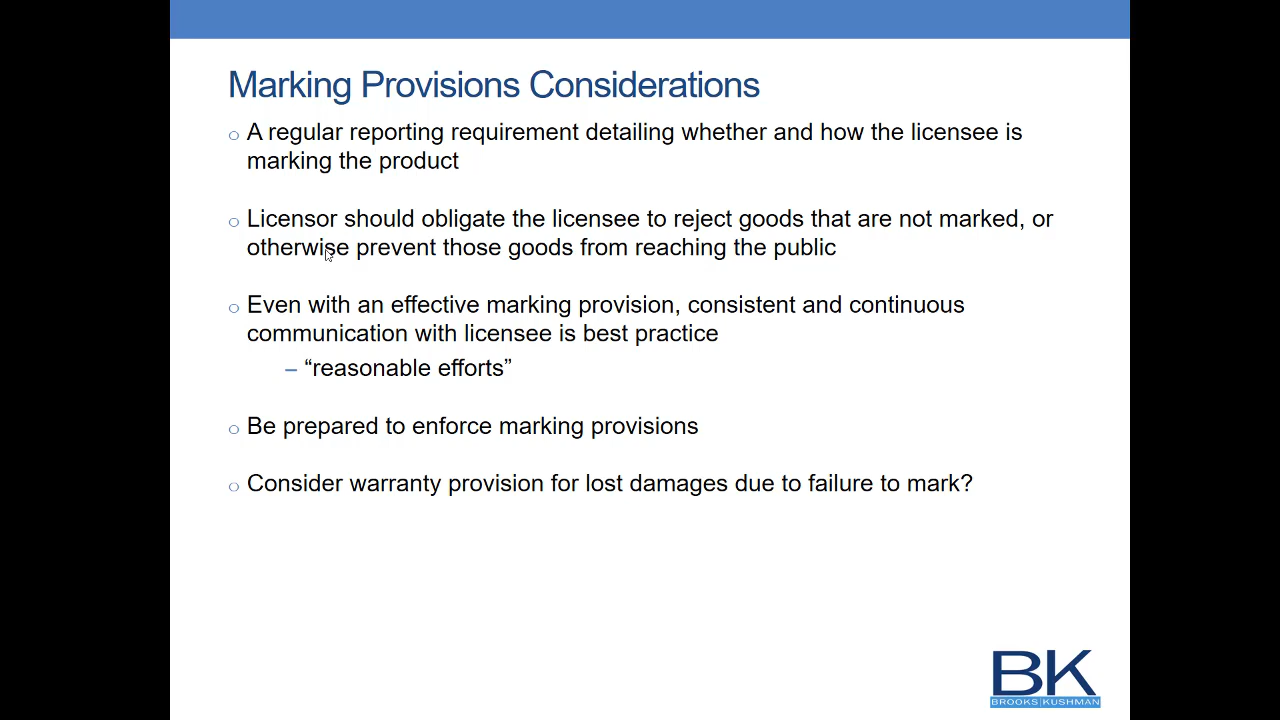 Marking Provisions Considerations
A regular reporting requirement detailing whether and how the licensee is
marking the product
Licensor should obligate the licensee to reject goods that are not marked, or
otherwise prevent those goods from reaching the public
Even with an effective marking provision, consistent and continuous
communication with licensee is best practice
– “reasonable efforts”
Be prepared to enforce marking provisions
Consider warranty provision for lost damages due to failure to mark?
BK
BROOKS|KUSHMAN